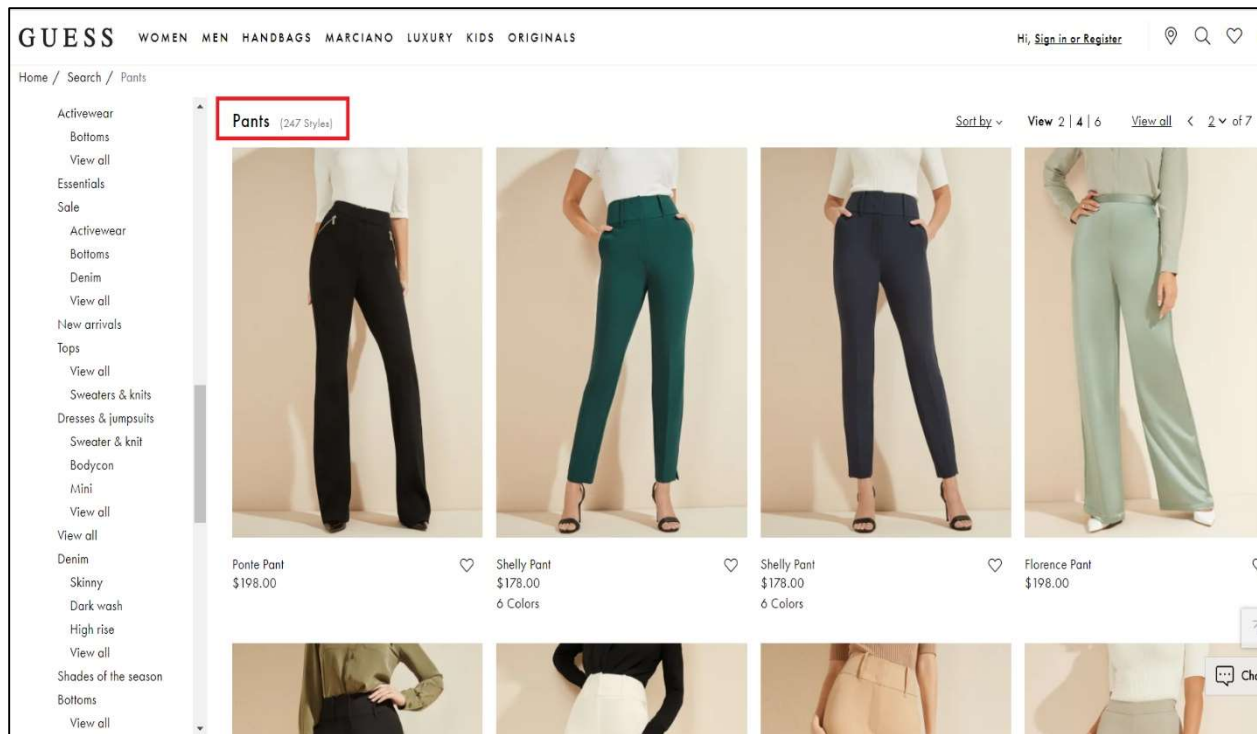 GUESS WOMEN MEN HANDBAGS MARCIANO LUXURY KIDS ORIGINALS Hi, Sign in or Register
Home / Search / Pants
Activewear
Bottoms
View all
Essentials
Sale
Activewear
Bottoms
Denim
View all
New arrivals
Tops
View all
Sweaters & knits
Dresses & jumpsuits
Sweater & knit
Bodycon
Mini
View all
View all
Denim
Skinny
Dark wash
High rise
View all
Shades of the season
Bottoms
View all
Pants (247 Styles) Sort by View 2 | 4 | 6 View all < 2 of 7
Ponte Pant
$198.00
Shelly Pant
$178.00
6 Colors
Shelly Pant
$178.00
6 Colors
Florence Pant
$198.00